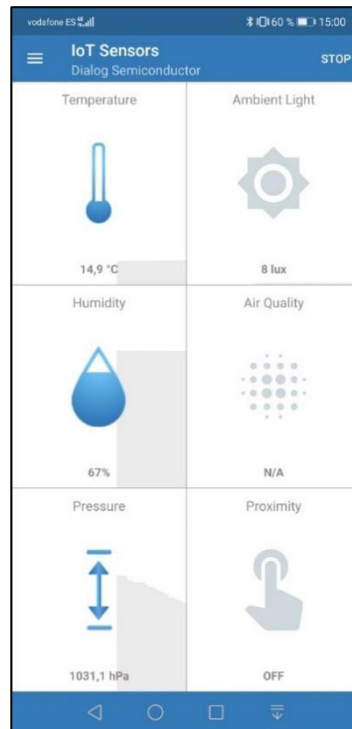 vodafone ES 60 % 15:00
IoT Sensors
Dialog Semiconductor
STOP
Temperature Ambient Light
14,9 °C 8 lux
Humidity Air Quality
67% N/A
Pressure Proximity
1031,1 hPa OFF